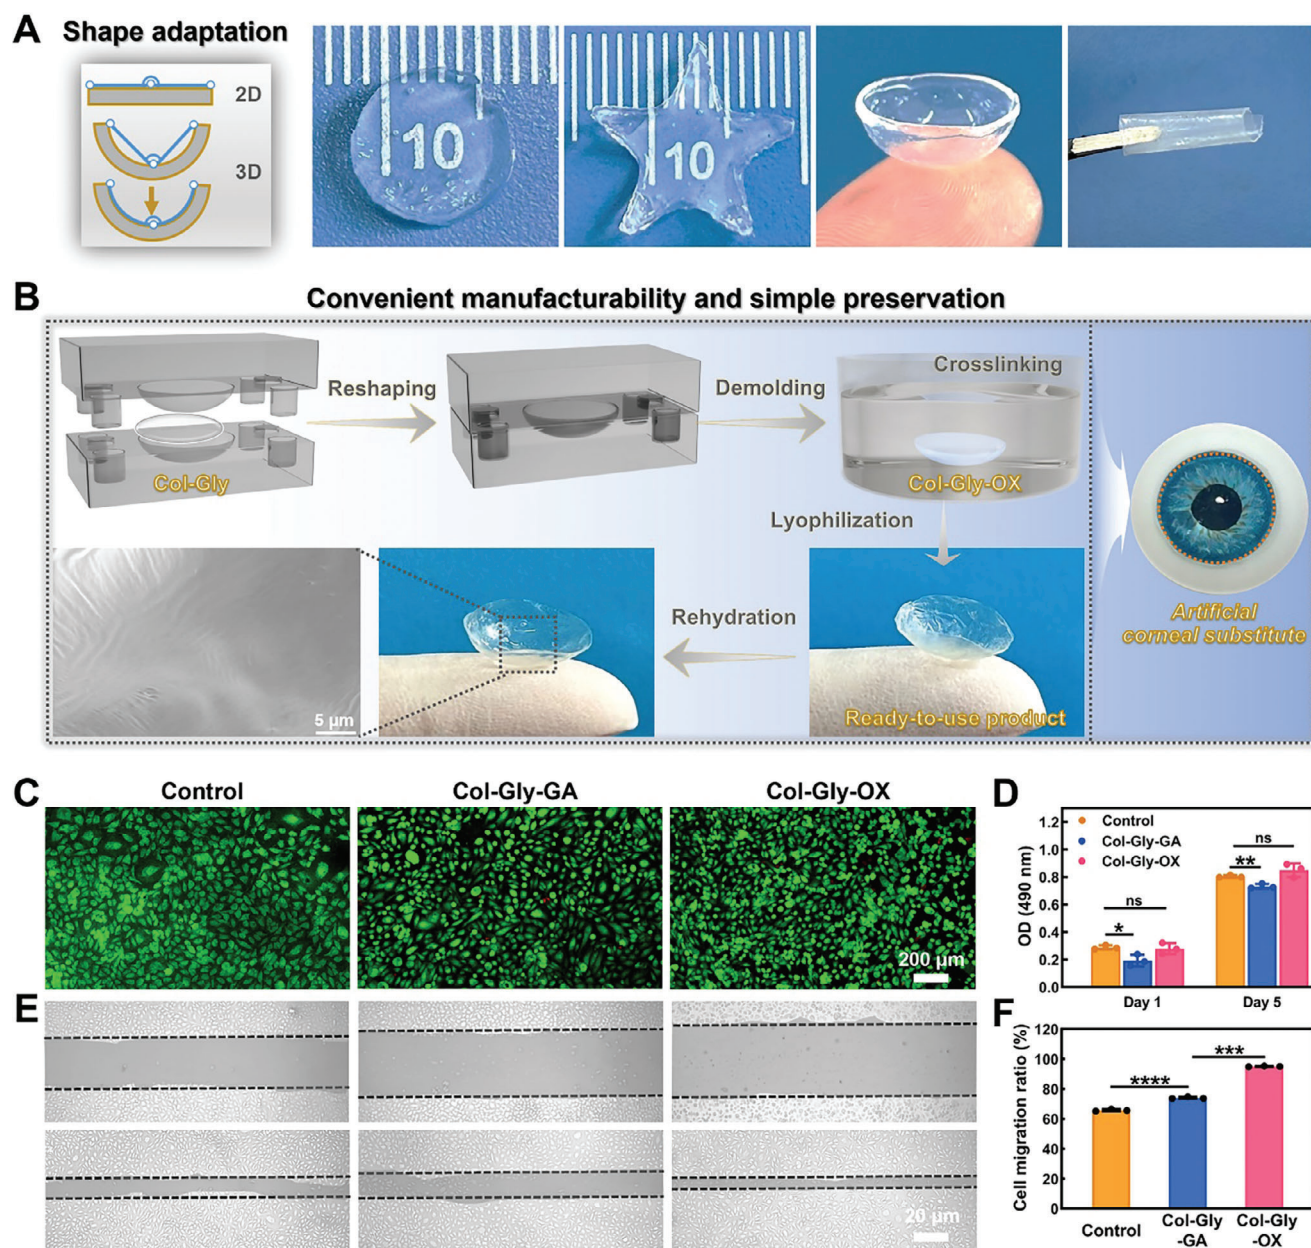 A
Shape adaptation
2D
3D
10
10
B
Convenient manufacturability and simple preservation
Col-Gly
Reshaping
Demolding
Crosslinking
Col-Gly-OX
Lyophilization
Rehydration
5 μm
Ready-to-use product
Artificial
corneal substitute
C
Control
Col-Gly-GA
Col-Gly-OX
200 μm
D
OD (490 nm)
1.2
1.0
0.8
0.6
0.4
0.2
0.0
Control
Col-Gly-GA
Col-Gly-OX
*
ns
**
ns
Day 1
Day 5
E
20 μm
F
Cell migration ratio (%)
120
100
80
60
40
20
0
****
***
Control
Col-Gly
-GA
Col-Gly
-OX